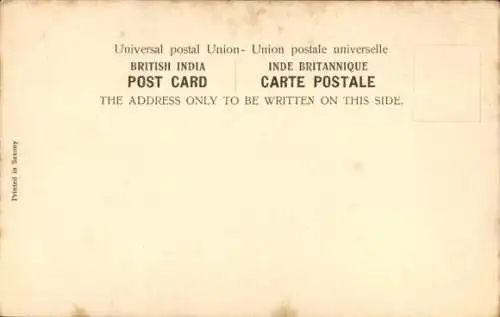 Universal postal Union - Union postale universelle
BRITISH INDIA INDE BRITANNIQUE
POST CARD CARTE POSTALE
THE ADDRESS ONLY TO BE WRITTEN ON THIS SIDE.
Printed in Saxony